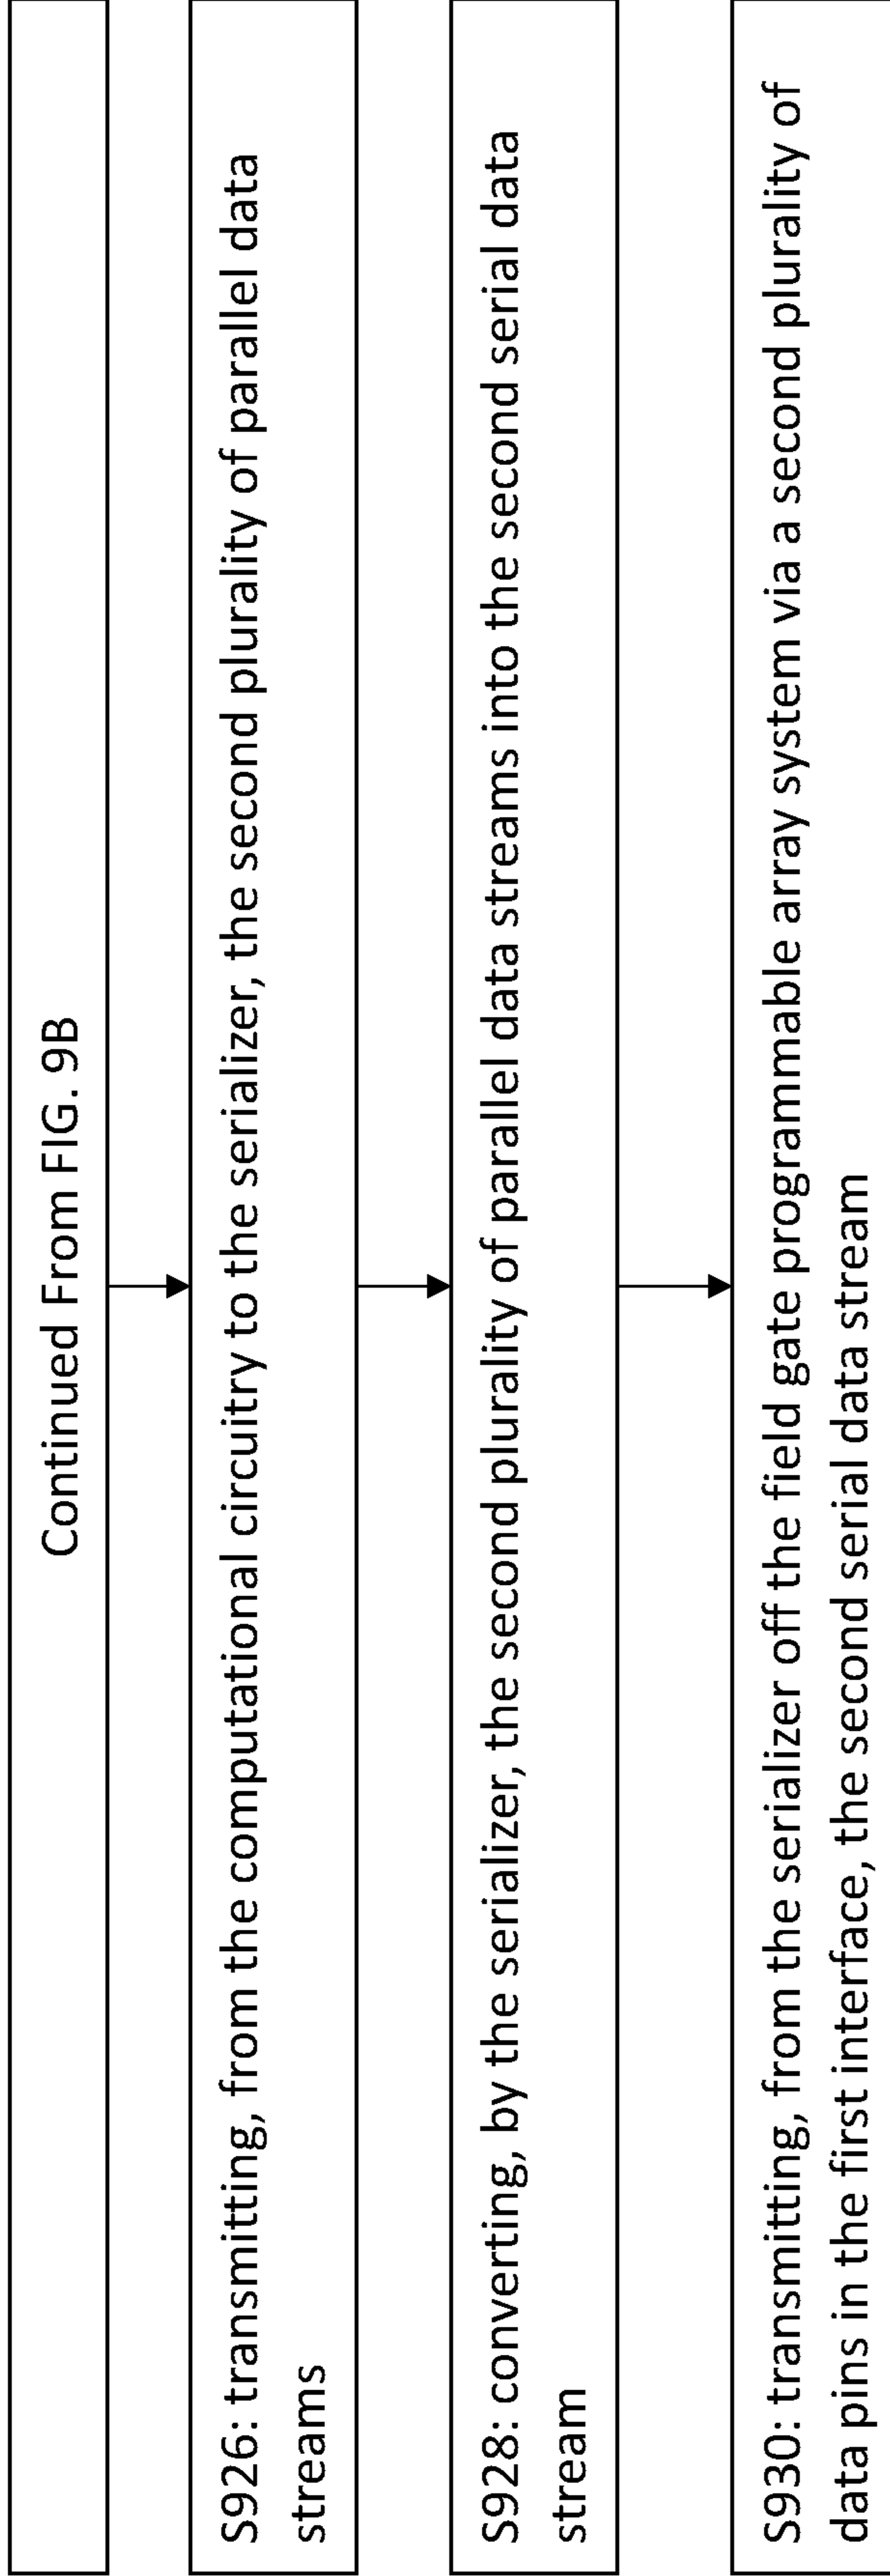 Continued From FIG. 9B
S926: transmitting, from the computational circuitry to the serializer, the second plurality of parallel data
streams
S928: converting, by the serializer, the second plurality of parallel data streams into the second serial data
stream
S930: transmitting, from the serializer off the field gate programmable array system via a second plurality of
data pins in the first interface, the second serial data stream